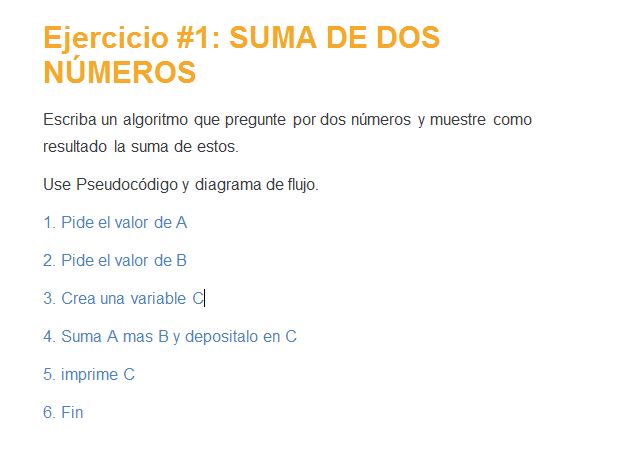 Ejercicio #1: SUMA DE DOS
NÚMEROS
Escriba un algoritmo que pregunte por dos números y muestre como
resultado la suma de estos.
Use Pseudocódigo y diagrama de flujo.
1. Pide el valor de A
2. Pide el valor de B
3. Crea una variable C
4. Suma A mas B y depositalo en C
5. imprime C
6. Fin